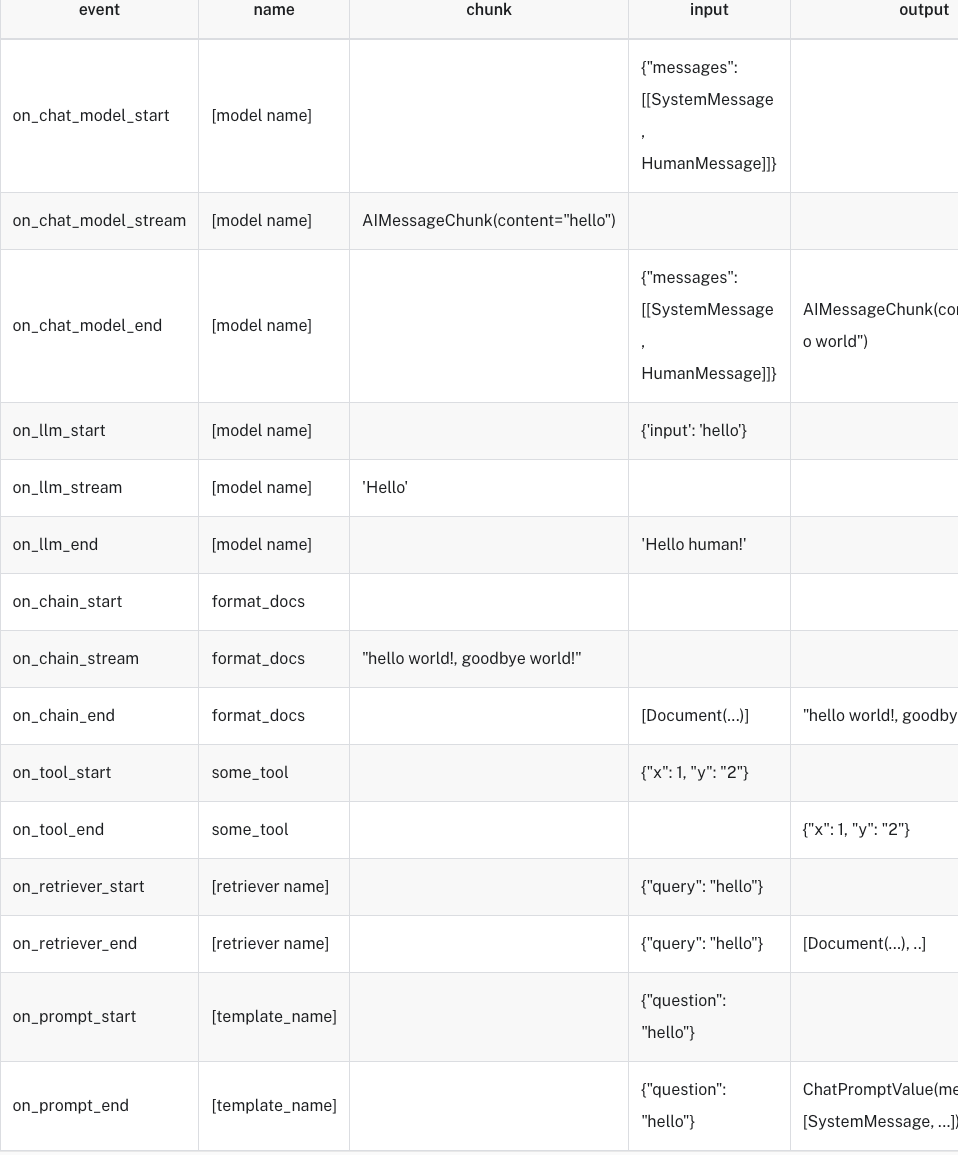 event name chunk input output
on_chat_model_start [model name] {"messages":
[[SystemMessage
,
HumanMessage]]}
on_chat_model_stream [model name] AIMessageChunk(content="hello")
on_chat_model_end [model name] {"messages":
[[SystemMessage
,
HumanMessage]]} AIMessageChunk(con
o world")
on_llm_start [model name] {'input': 'hello'}
on_llm_stream [model name] 'Hello'
on_llm_end [model name] 'Hello human!'
on_chain_start format_docs
on_chain_stream format_docs "hello world!, goodbye world!"
on_chain_end format_docs [Document(...)] "hello world!, goodby
on_tool_start some_tool {"x": 1, "y": "2"}
on_tool_end some_tool {"x": 1, "y": "2"}
on_retriever_start [retriever name] {"query": "hello"}
on_retriever_end [retriever name] {"query": "hello"} [Document(...), ..]
on_prompt_start [template_name] {"question":
"hello"}
on_prompt_end [template_name] {"question":
"hello"} ChatPromptValue(me
[SystemMessage, ...])